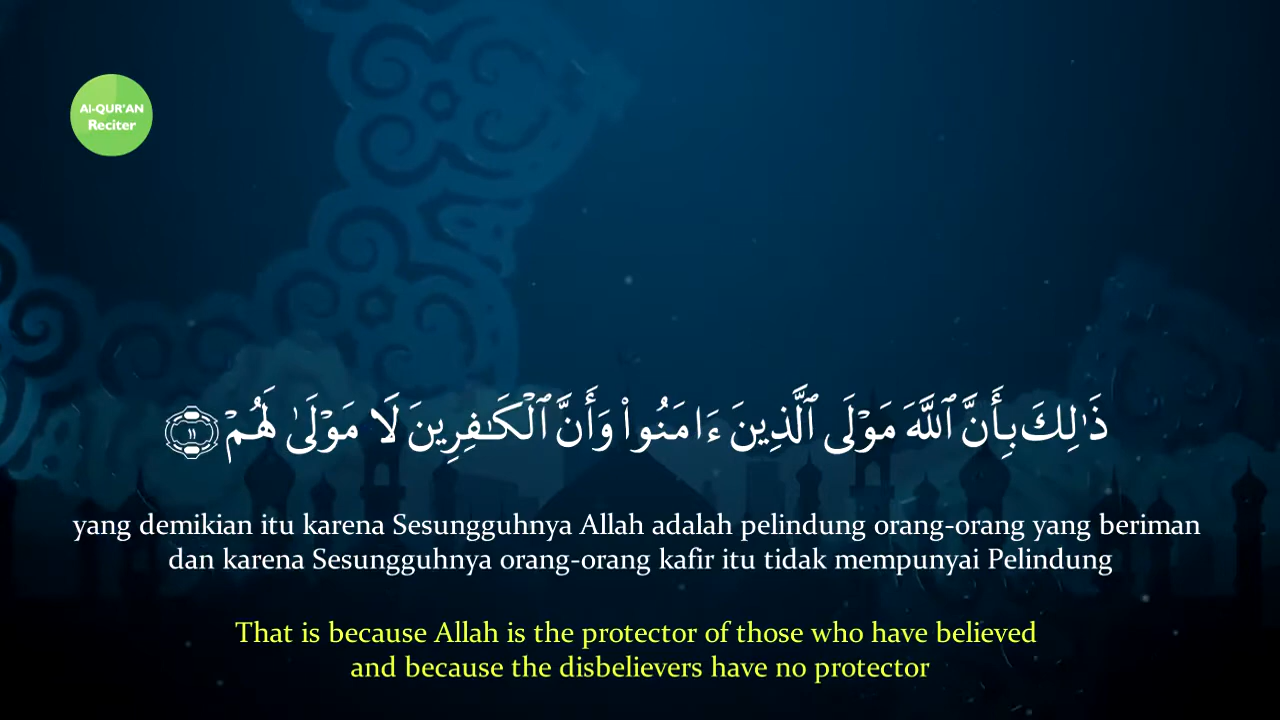 Al-QUR'AN
Reciter
ذَٰلِكَ بِأَنَّ ٱللَّهَ مَوْلَى ٱلَّذِينَ ءَامَنُوا۟ وَأَنَّ ٱلْكَـٰفِرِينَ لَا مَوْلَىٰ لَهُمْ ١١
yang demikian itu karena Sesungguhnya Allah adalah pelindung orang-orang yang beriman
dan karena Sesungguhnya orang-orang kafir itu tidak mempunyai Pelindung
That is because Allah is the protector of those who have believed
and because the disbelievers have no protector